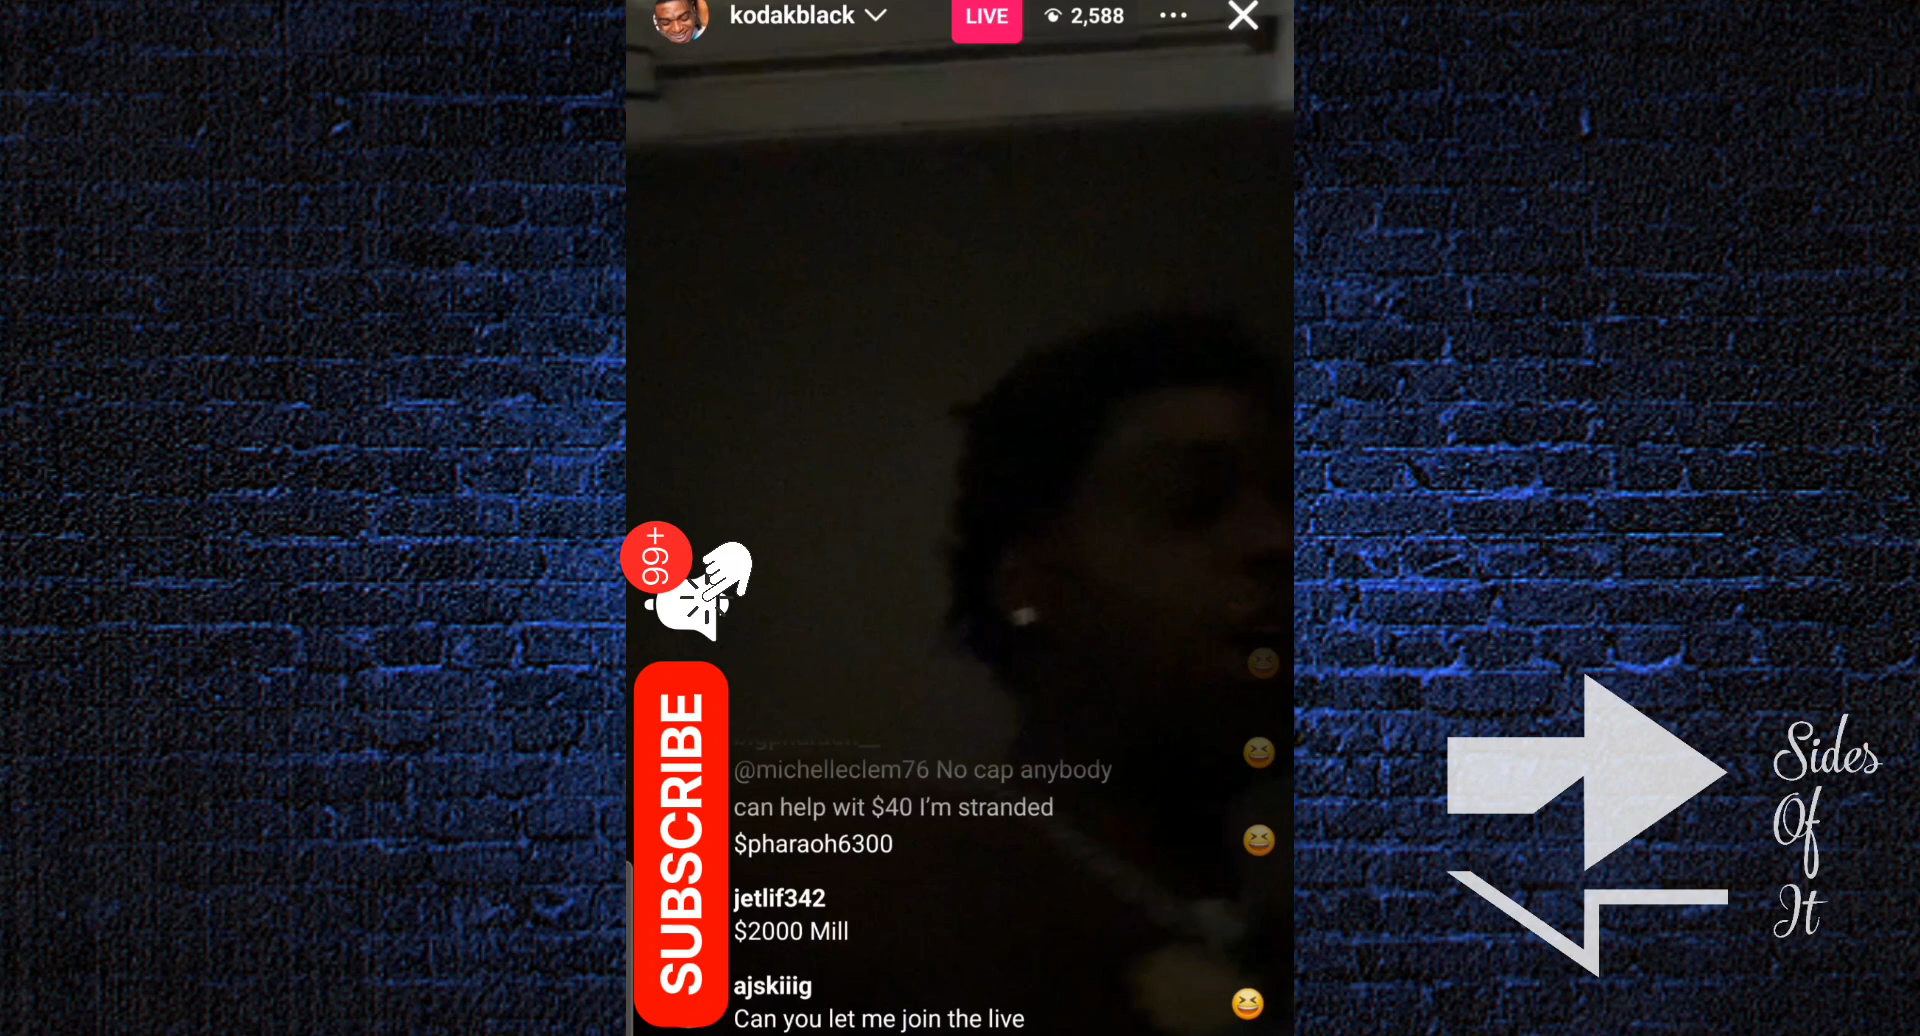 kodakblack
LIVE
2,588
99+
SUBSCRIBE
@michelleclem76 No cap anybody
can help wit $40 I’m stranded
$pharaoh6300
jetlif342
$2000 Mill
ajskiiig
Can you let me join the live
Sides
Of
It